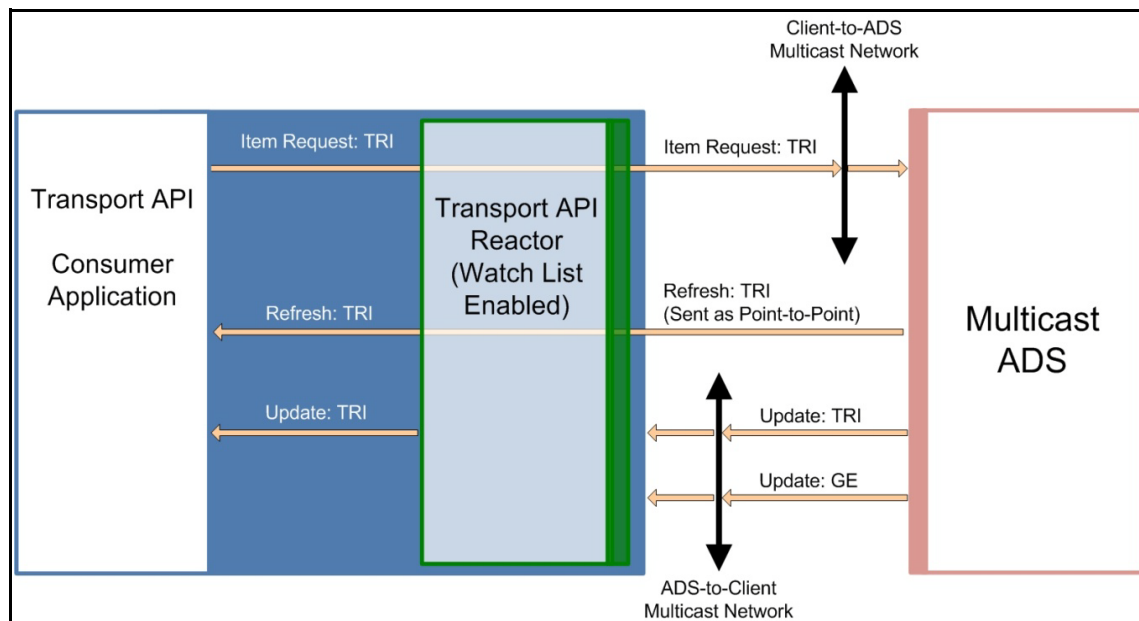 Client-to-ADS
Multicast Network
Item Request: TRI
Item Request: TRI
Transport API
Consumer
Application
Transport API
Reactor
(Watch List
Enabled)
Refresh: TRI
Refresh: TRI
(Sent as Point-to-Point)
Multicast
ADS
Update: TRI
Update: TRI
Update: GE
ADS-to-Client
Multicast Network